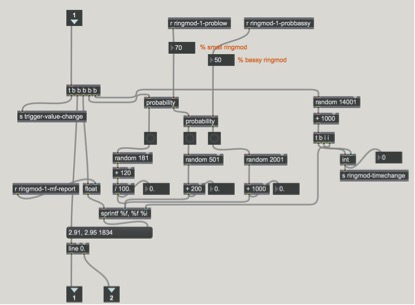 1
r ringmod-1-problow
r ringmod-1-probbassy
70
% small ringmod
50
% bassy ringmod
t b b b b b
probability
random 14001
s trigger-value-change
probability
+ 1000
t b i i
random 181
random 501
random 2001
int
0
+ 120
s ringmod-timechange
r ringmod-1-mf-report
float
/ 100.
0.
+ 200
0.
+ 1000
0.
sprintf %f, %f %i
2.91, 2.95 1834
line 0.
1
2